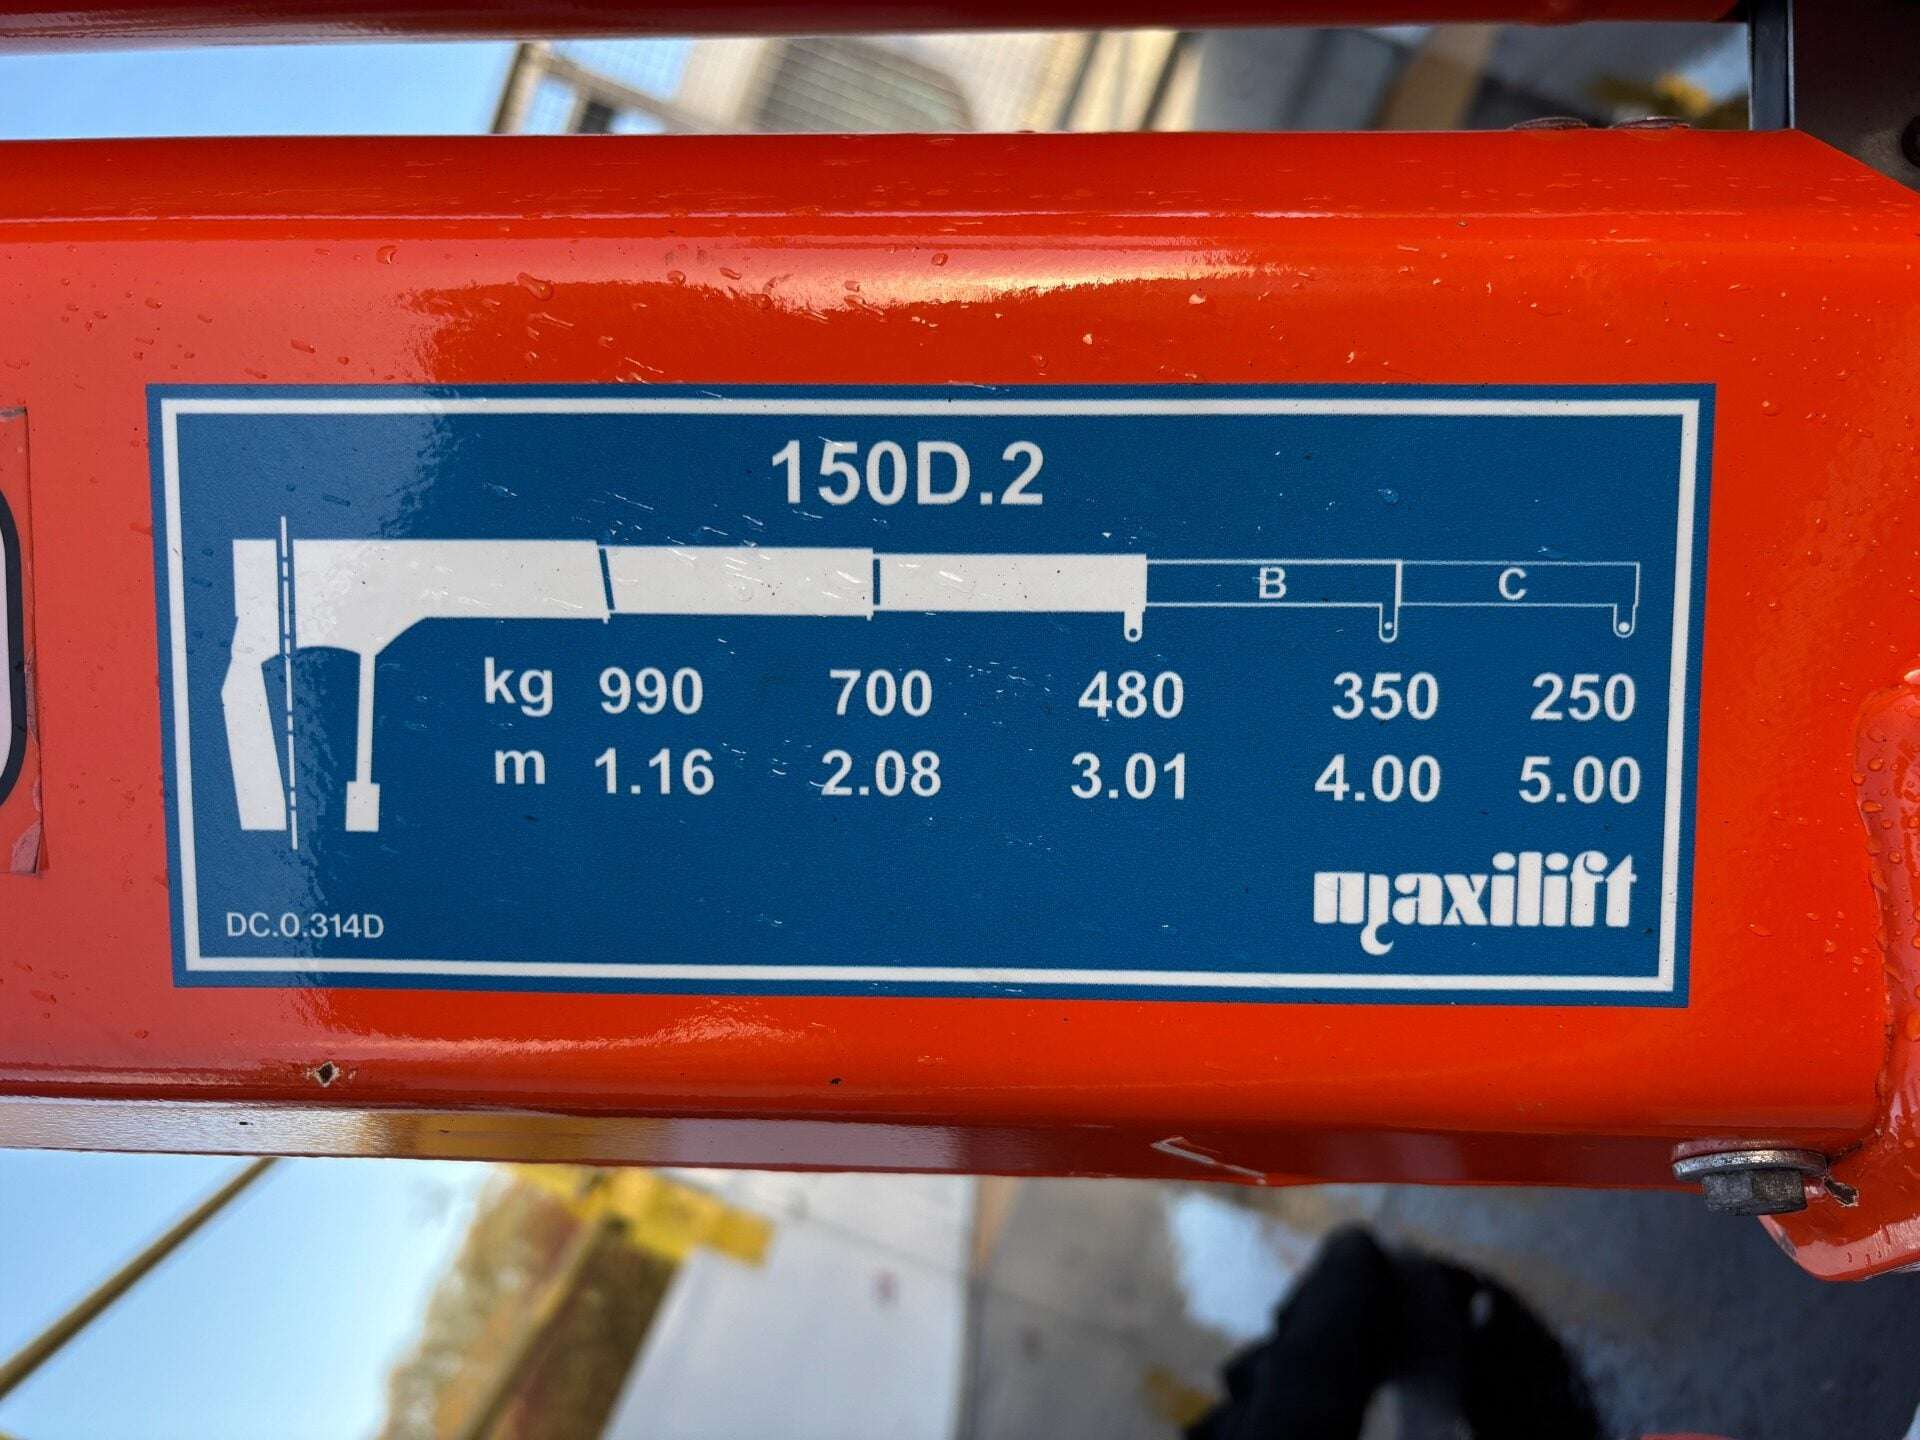 150D.2
B C
kg 990 700 480 350 250
m 1.16 2.08 3.01 4.00 5.00
maxilift
DC.0.314D